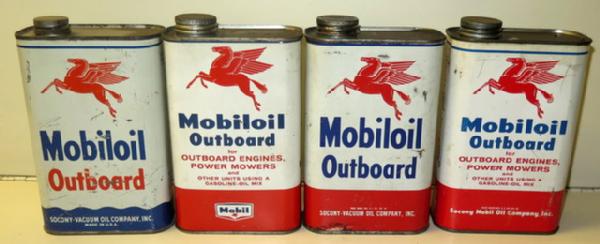 Mobiloil
Outboard
SOCONY-VACUUM OIL COMPANY, INC.
MADE IN U.S.A.
Mobiloil
Outboard
for
OUTBOARD ENGINES,
POWER MOWERS
and
OTHER UNITS USING A
GASOLINE-OIL MIX
Mobil
Mobiloil
Outboard
SOCONY-VACUUM OIL COMPANY, INC.
Mobiloil
Outboard
for
OUTBOARD ENGINES,
POWER MOWERS
and
OTHER UNITS USING A
GASOLINE-OIL MIX
Socony Mobil Oil Company, Inc.